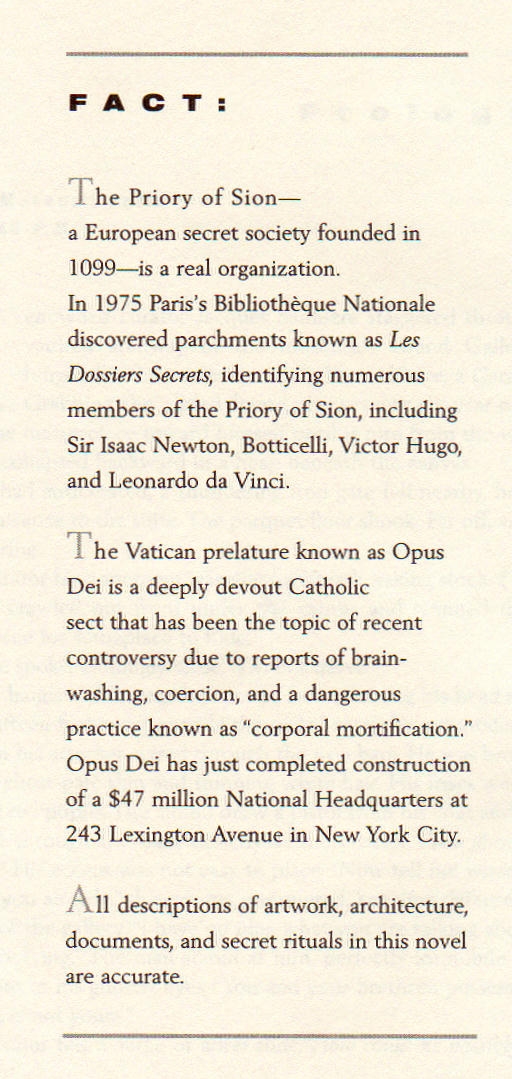 FACT:
The Priory of Sion—
a European secret society founded in
1099—is a real organization.
In 1975 Paris's Bibliothèque Nationale
discovered parchments known as Les
Dossiers Secrets, identifying numerous
members of the Priory of Sion, including
Sir Isaac Newton, Botticelli, Victor Hugo,
and Leonardo da Vinci.
The Vatican prelature known as Opus
Dei is a deeply devout Catholic
sect that has been the topic of recent
controversy due to reports of brain-
washing, coercion, and a dangerous
practice known as “corporal mortification.”
Opus Dei has just completed construction
of a $47 million National Headquarters at
243 Lexington Avenue in New York City.
All descriptions of artwork, architecture,
documents, and secret rituals in this novel
are accurate.